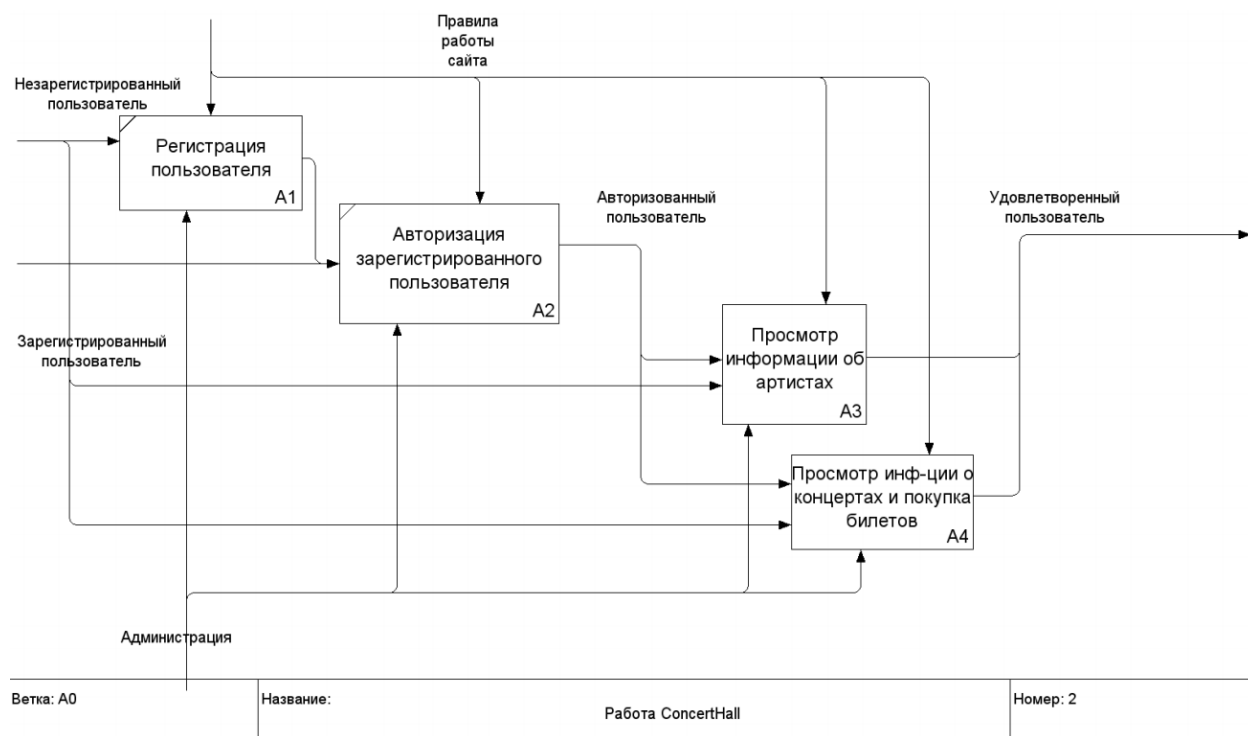 Правила
работы
сайта
Незарегистрированный
пользователь
Регистрация
пользователя
A1
Авторизованный
пользователь
Удовлетворенный
пользователь
Авторизация
зарегистрированного
пользователя
A2
Зарегистрированный
пользователь
Просмотр
информации об
артистах
A3
Просмотр инф-ции о
концертах и покупка
билетов
A4
Администрация
Ветка: A0
Название:
Работа ConcertHall
Номер: 2